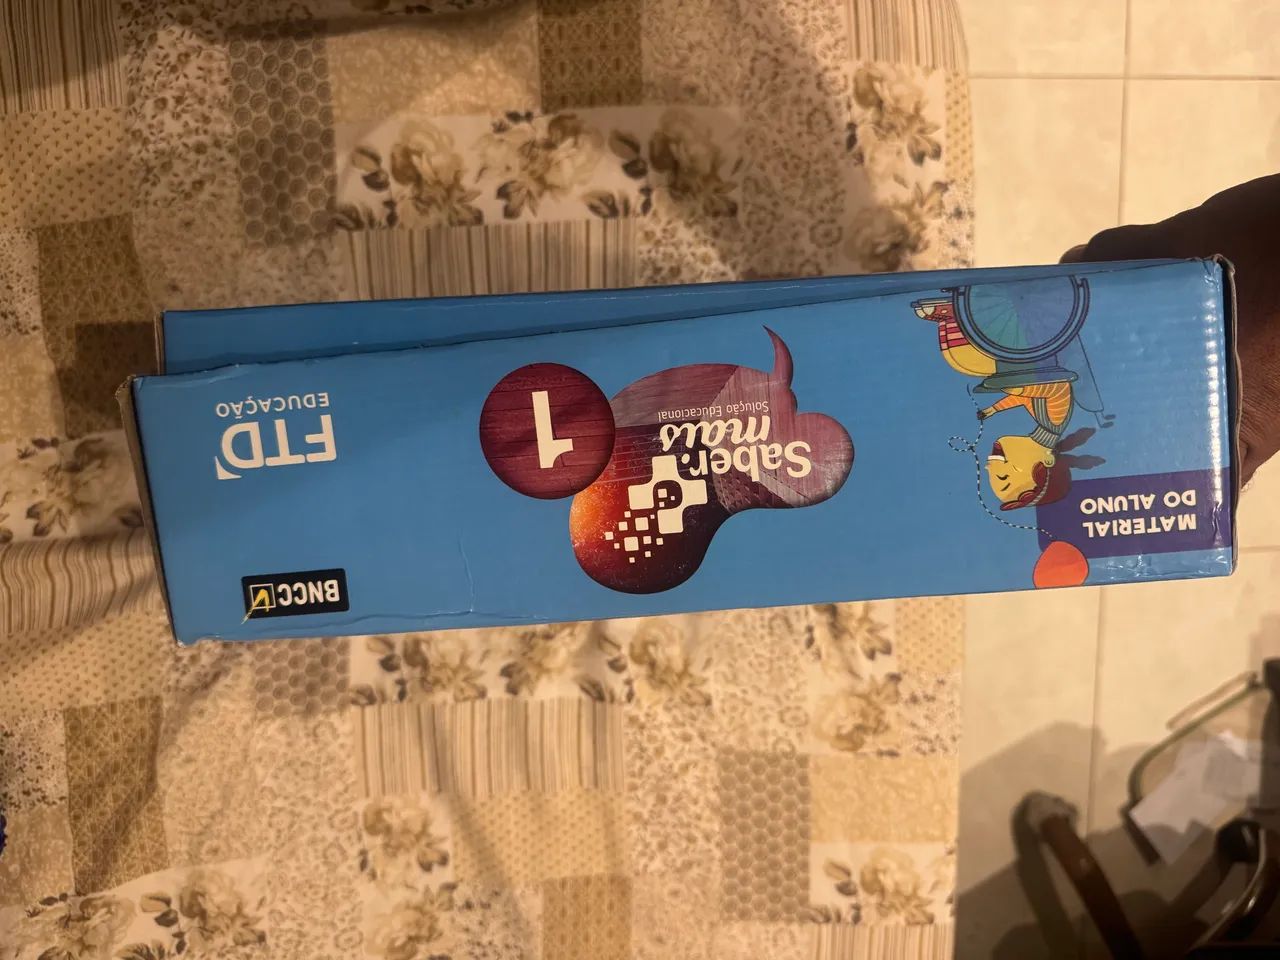 MATERIAL
DO ALUNO
Saber
mais
Solução Educacional
1
BNCC
FTD
EDUCAÇÃO